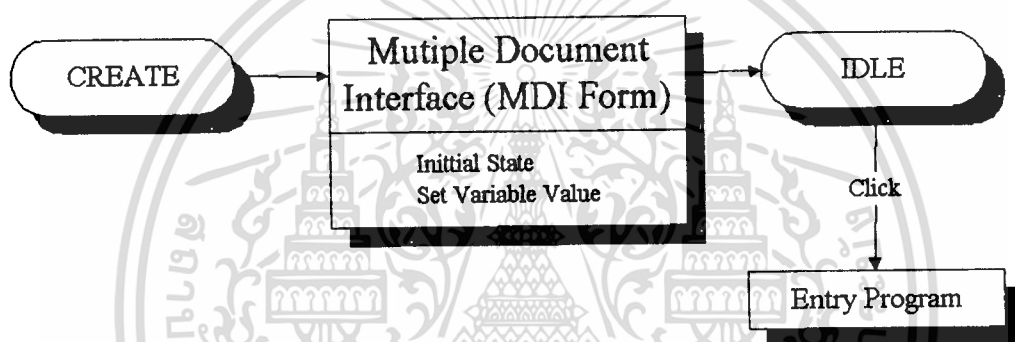 CREATE
Mutiple Document
Interface (MDI Form)
Inittial State
Set Variable Value
IDLE
Click
Entry Program